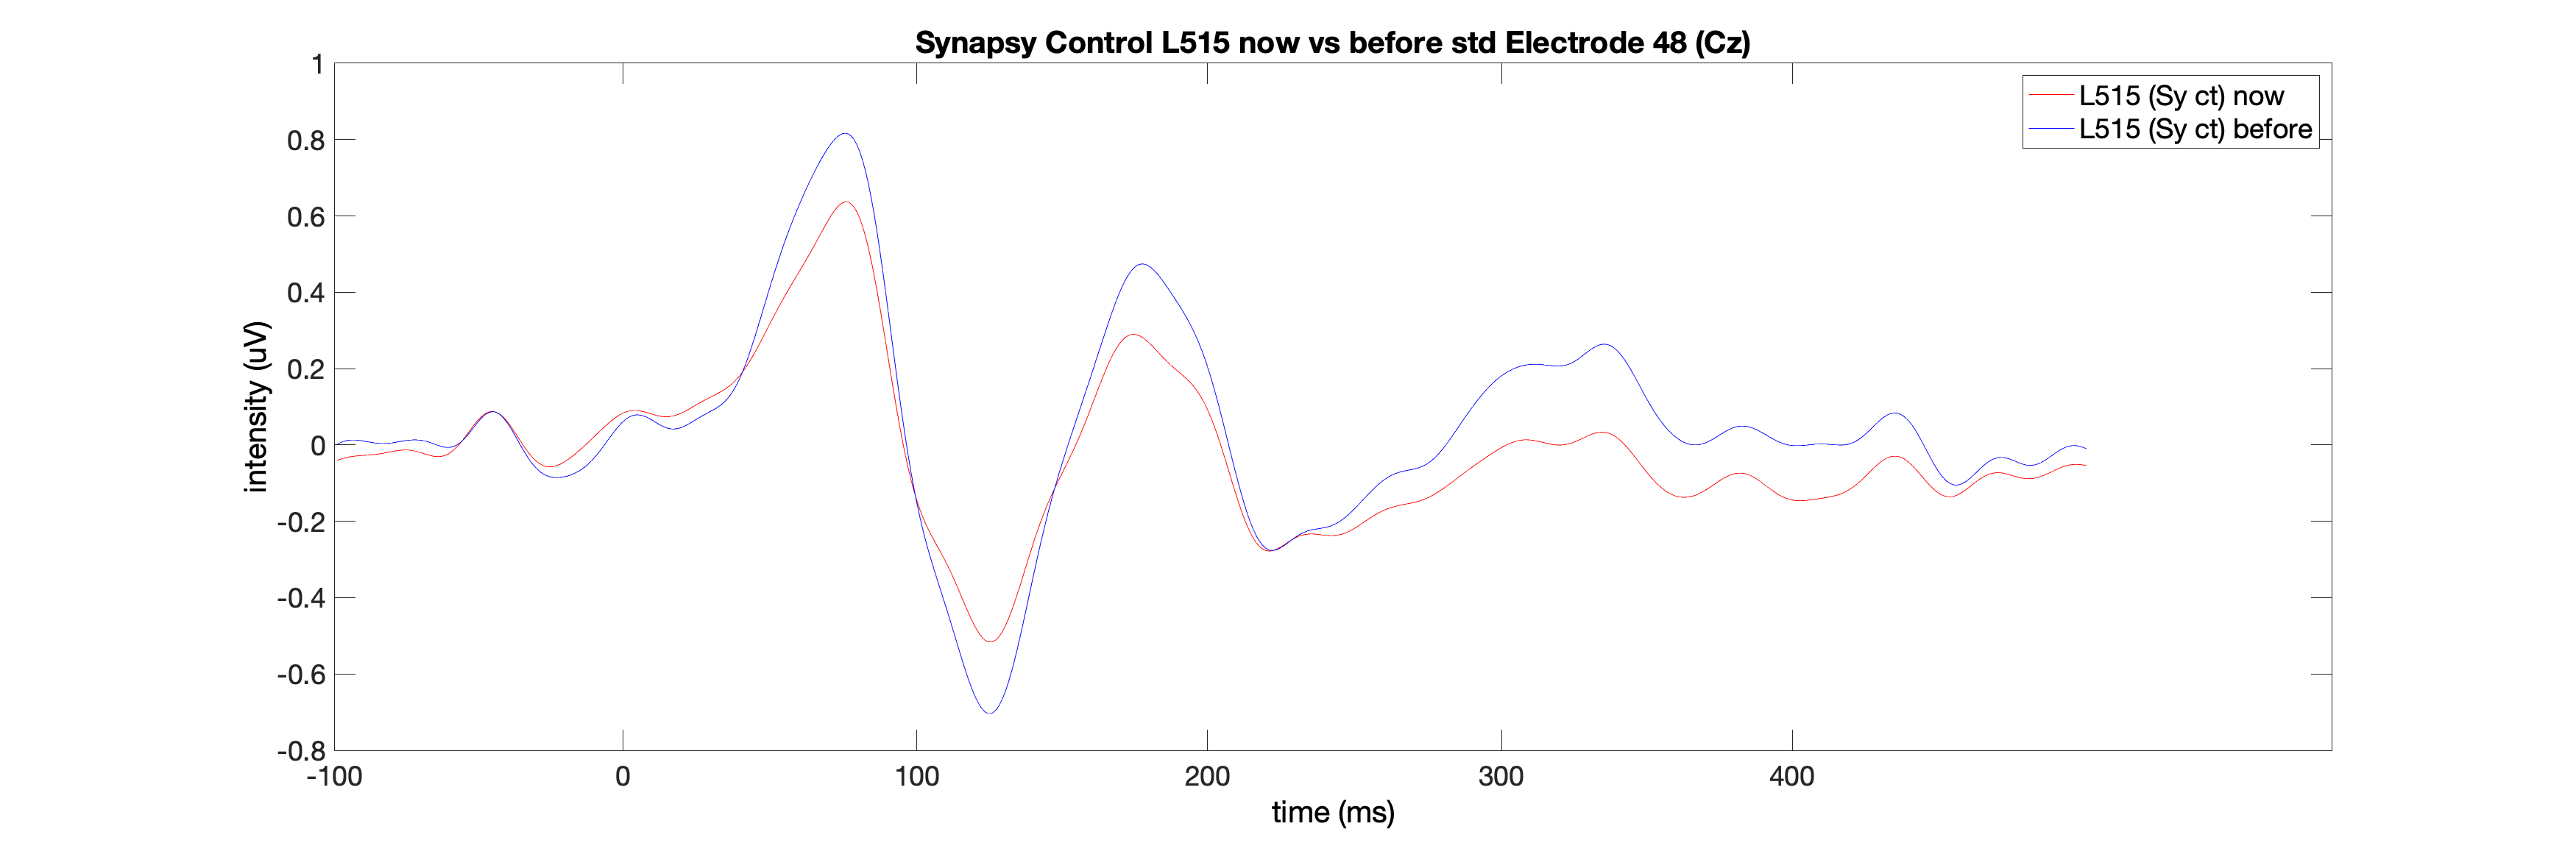 Synapsy Control L515 now vs before std Electrode 48 (Cz)
L515 (Sy ct) now
L515 (Sy ct) before
intensity (uV)
1
0.8
0.6
0.4
0.2
0
-0.2
-0.4
-0.6
-0.8
-100 0 100 200 300 400
time (ms)